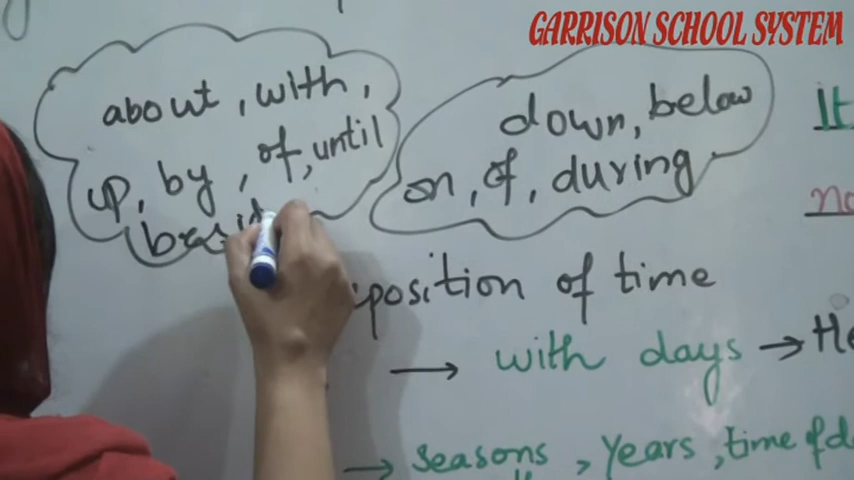 GARRISON SCHOOL SYSTEM
about, with,
up, by, of, until
down, below
on, of, during
It
position of time
→ with days →
→ seasons, Years, time of d